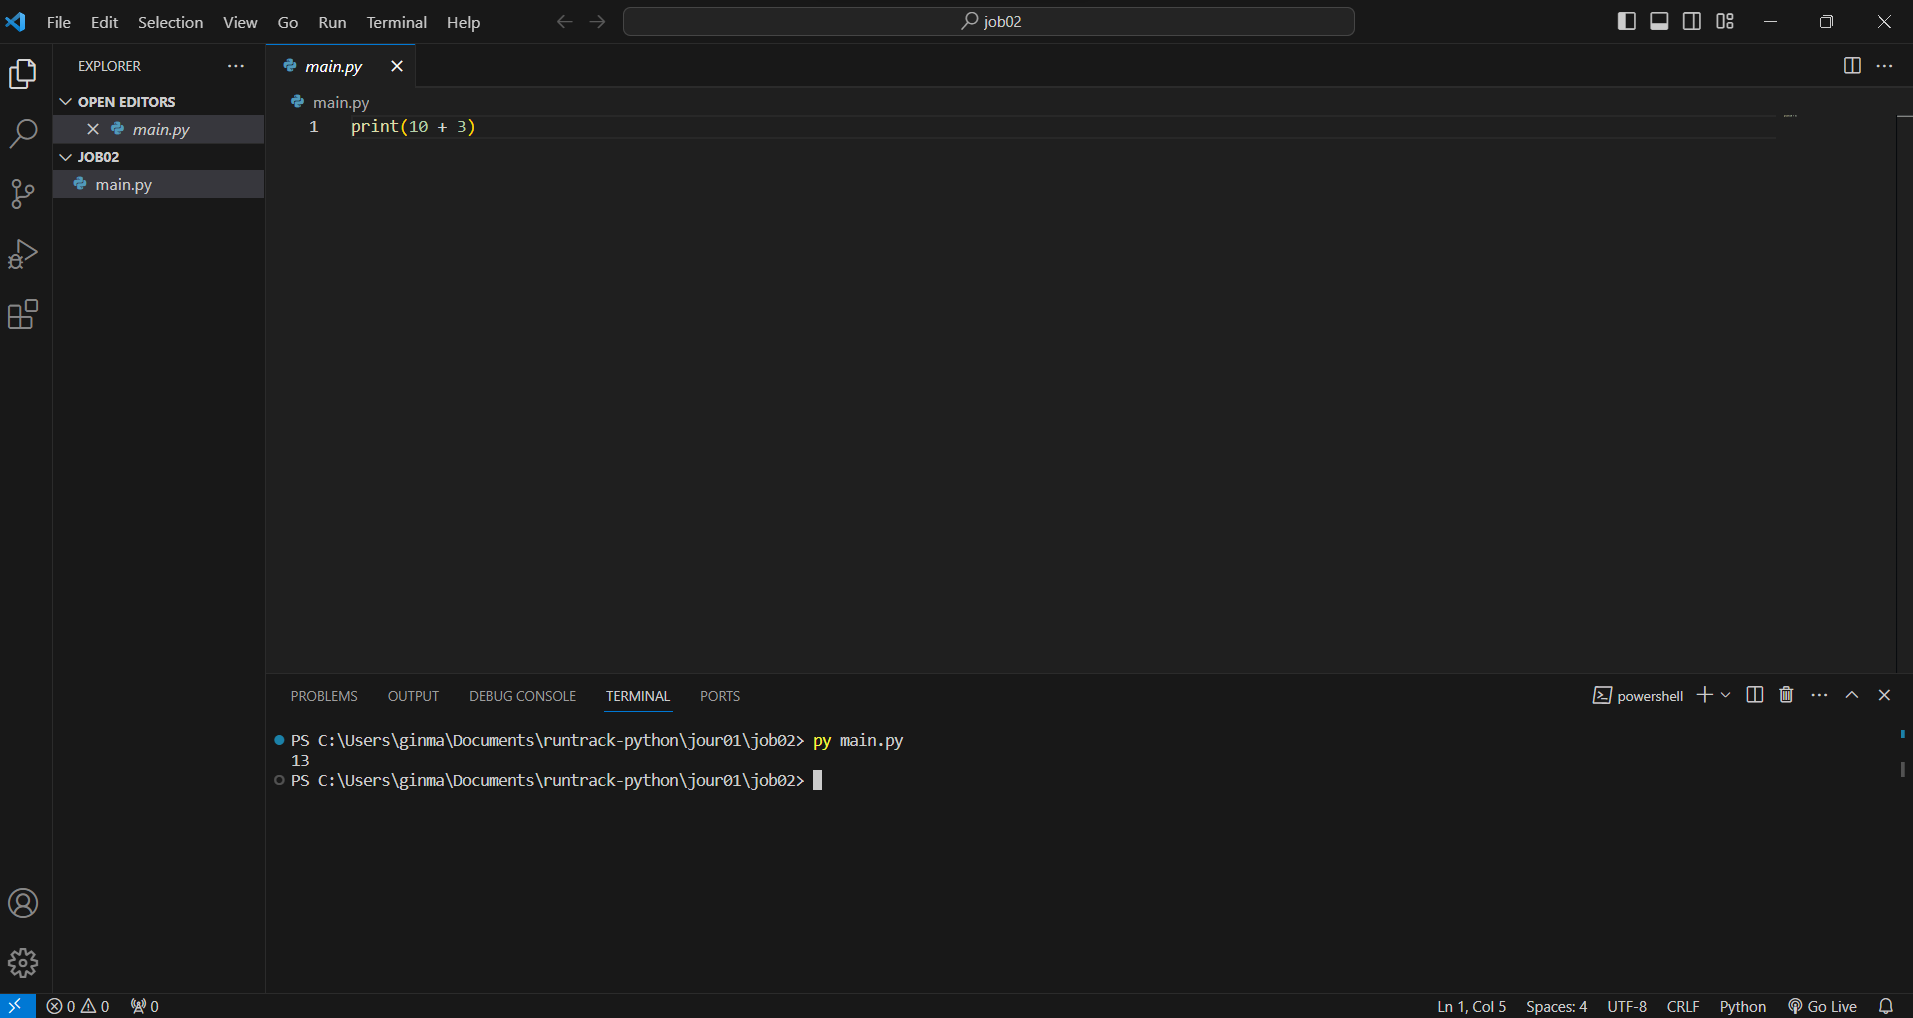 File Edit Selection View Go Run Terminal Help
job02
EXPLORER
OPEN EDITORS
main.py
JOB02
main.py
main.py
main.py
1 print(10 + 3)
PROBLEMS OUTPUT DEBUG CONSOLE TERMINAL PORTS
powershell
PS C:\Users\ginma\Documents\runtrack-python\jour01\job02> py main.py
13
PS C:\Users\ginma\Documents\runtrack-python\jour01\job02>
0 0 0
Ln 1, Col 5 Spaces: 4 UTF-8 CRLF Python Go Live